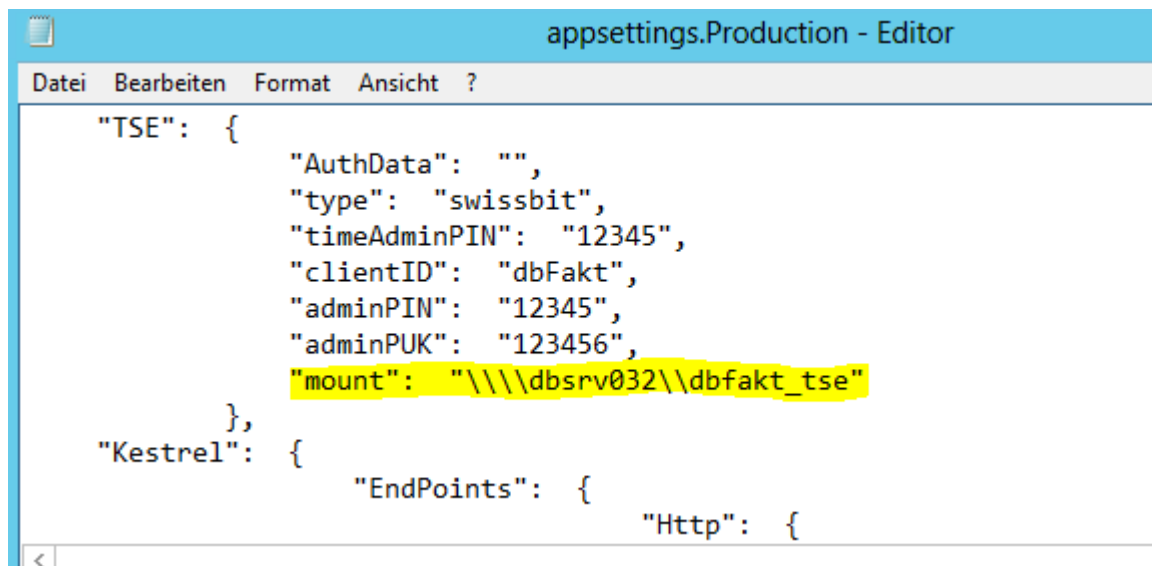 appsettings.Production - Editor
Datei Bearbeiten Format Ansicht ?
"TSE": {
"AuthData": "",
"type": "swissbit",
"timeAdminPIN": "12345",
"clientID": "dbFakt",
"adminPIN": "12345",
"adminPUK": "123456",
"mount": "\\\\dbsrv032\\dbfakt_tse"
},
"Kestrel": {
"EndPoints": {
"Http": {